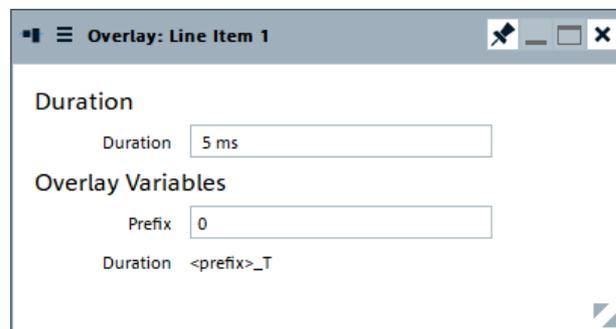 Overlay: Line Item 1
Duration
Duration 5 ms
Overlay Variables
Prefix 0
Duration <prefix>_T